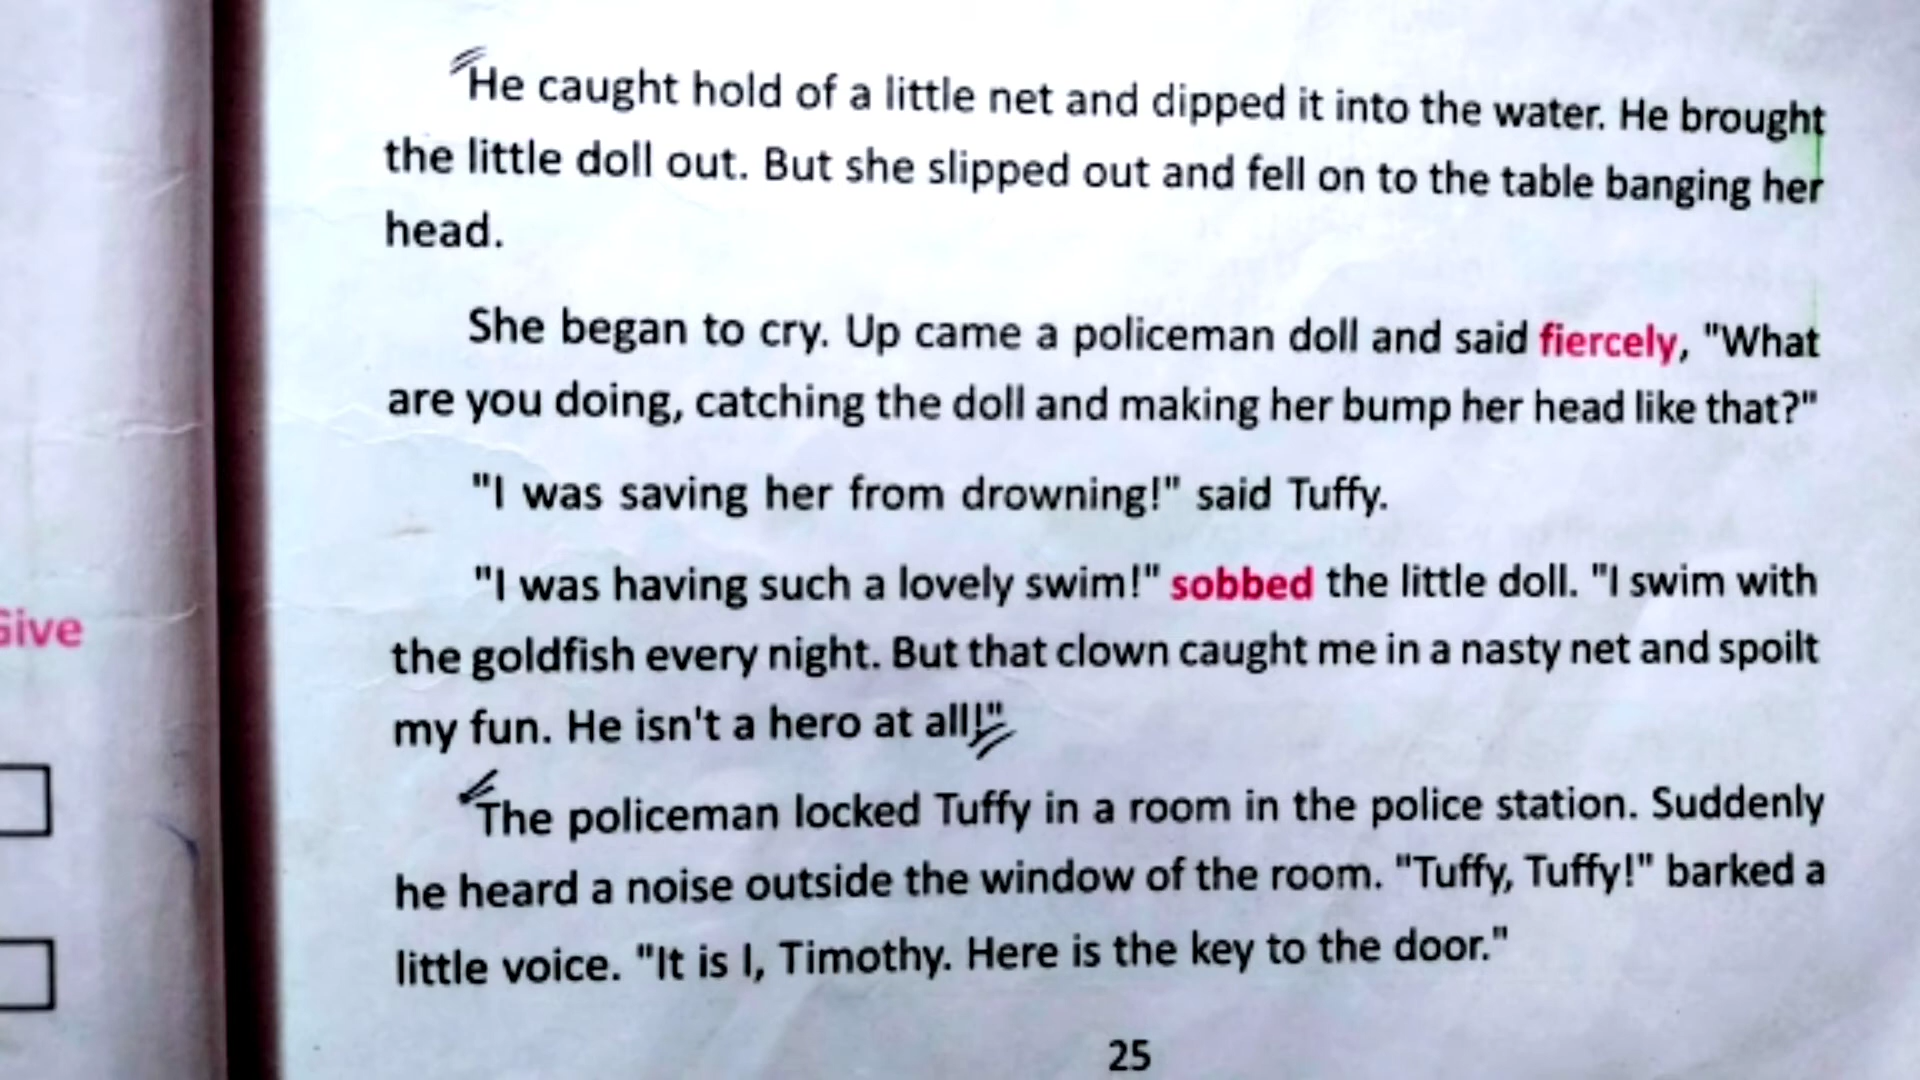 He caught hold of a little net and dipped it into the water. He brought
the little doll out. But she slipped out and fell on to the table banging her
head.
She began to cry. Up came a policeman doll and said fiercely, "What
are you doing, catching the doll and making her bump her head like that?"
"I was saving her from drowning!" said Tuffy.
"I was having such a lovely swim!" sobbed the little doll. "I swim with
the goldfish every night. But that clown caught me in a nasty net and spoilt
my fun. He isn't a hero at all!"
The policeman locked Tuffy in a room in the police station. Suddenly
he heard a noise outside the window of the room. "Tuffy, Tuffy!" barked a
little voice. "It is I, Timothy. Here is the key to the door."
25
Give